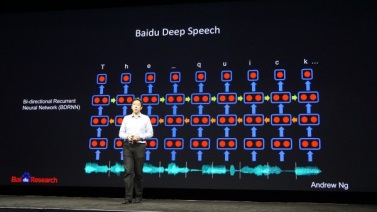 Baidu Deep Speech
T h e _ q u i c k ...
Bi-directional Recurrent
Neural Network (BDRNN)
Baidu Research
Andrew Ng